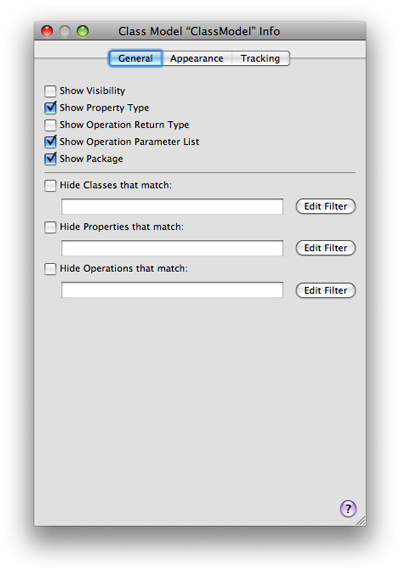 Class Model “ClassModel” Info
General Appearance Tracking
Show Visibility
Show Property Type
Show Operation Return Type
Show Operation Parameter List
Show Package
Hide Classes that match:
Edit Filter
Hide Properties that match:
Edit Filter
Hide Operations that match:
Edit Filter
?